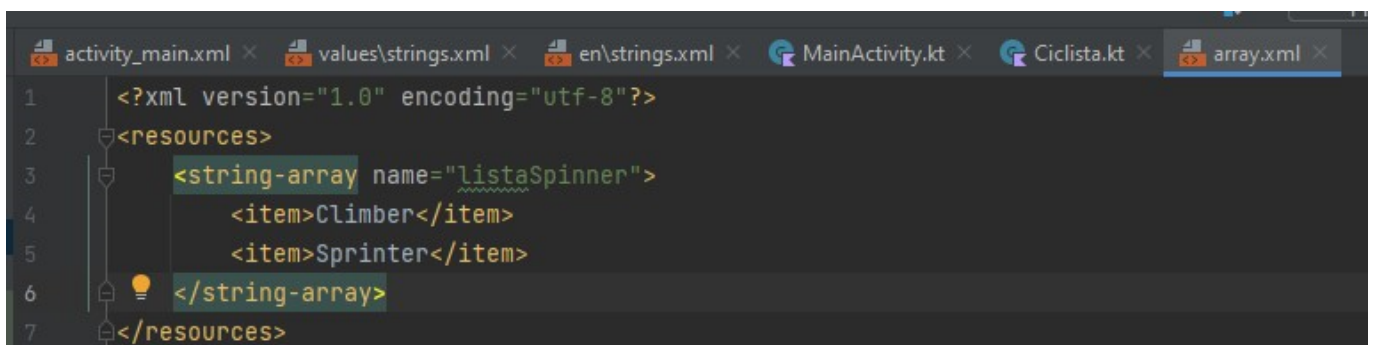 activity_main.xml values\strings.xml en\strings.xml MainActivity.kt Ciclista.kt array.xml
1 <?xml version="1.0" encoding="utf-8"?>
2 <resources>
3 <string-array name="listaSpinner">
4 <item>Climber</item>
5 <item>Sprinter</item>
6 </string-array>
7 </resources>